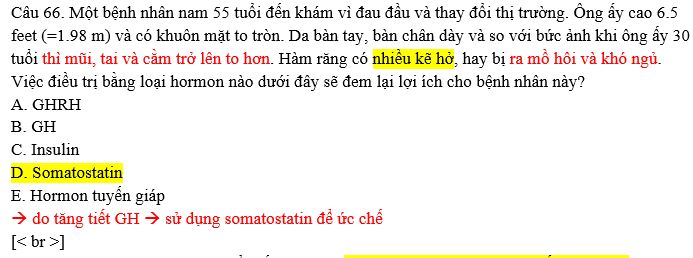 Câu 66. Một bệnh nhân nam 55 tuổi đến khám vì đau đầu và thay đổi thị trường. Ông ấy cao 6.5
feet (=1.98 m) và có khuôn mặt to tròn. Da bàn tay, bàn chân dày và so với bức ảnh khi ông ấy 30
tuổi thì mũi, tai và cằm trở lên to hơn. Hàm răng có nhiều kẽ hở, hay bị ra mồ hôi và khó ngủ.
Việc điều trị bằng loại hormon nào dưới đây sẽ đem lại lợi ích cho bệnh nhân này?
A. GHRH
B. GH
C. Insulin
D. Somatostatin
E. Hormon tuyến giáp
→ do tăng tiết GH → sử dụng somatostatin để ức chế
[< br >]